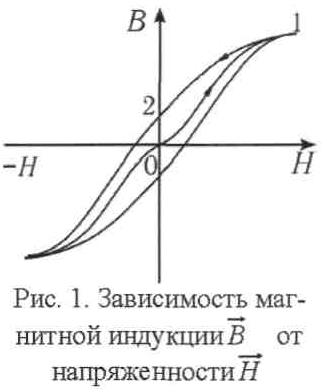 B
1
2
0
-H
H
Рис. 1. Зависимость маг-
нитной индукции B от
напряженности H